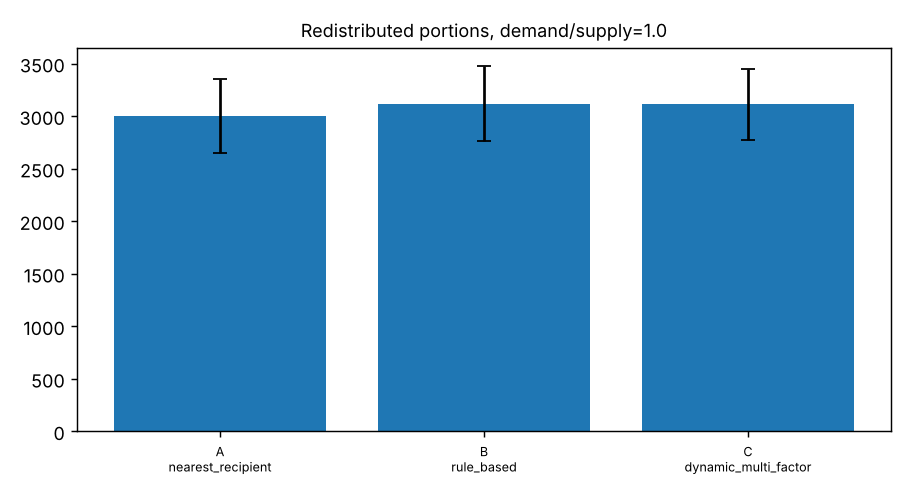 Redistributed portions, demand/supply=1.0
3500
3000
2500
2000
1500
1000
500
0
A
nearest_recipient
B
rule_based
C
dynamic_multi_factor